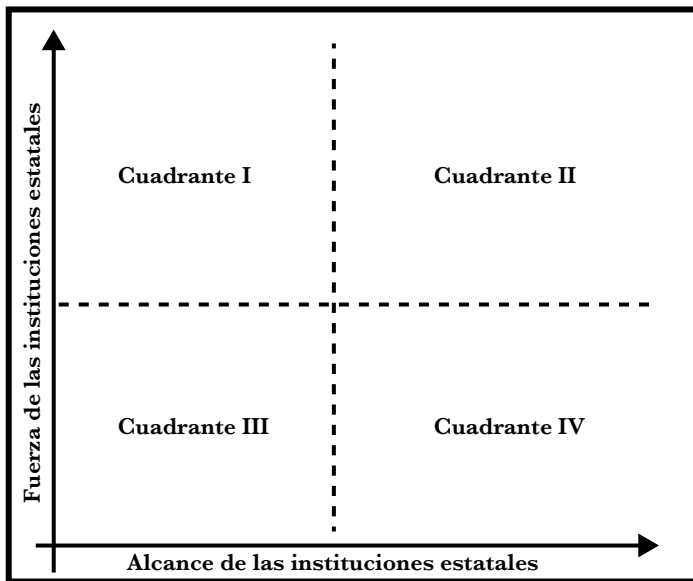 Fuerza de las instituciones estatales
Cuadrante I
Cuadrante II
Cuadrante III
Cuadrante IV
Alcance de las instituciones estatales